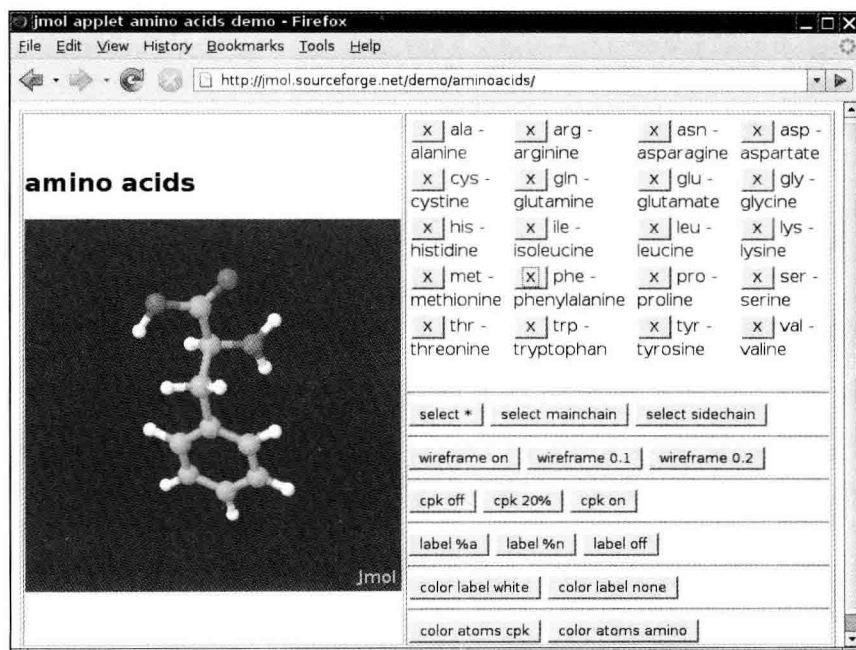 jmol applet amino acids demo - Firefox
File Edit View History Bookmarks Tools Help
http://jmol.sourceforge.net/demo/aminoacids/
amino acids
Jmol
x ala - alanine
x arg - arginine
x asn - asparagine
x asp - aspartate
x cys - cystine
x gln - glutamine
x glu - glutamate
x gly - glycine
x his - histidine
x ile - isoleucine
x leu - leucine
x lys - lysine
x met - methionine
x phe - phenylalanine
x pro - proline
x ser - serine
x thr - threonine
x trp - tryptophan
x tyr - tyrosine
x val - valine
select * select mainchain select sidechain
wireframe on wireframe 0.1 wireframe 0.2
cpk off cpk 20% cpk on
label %a label %n label off
color label white color label none
color atoms cpk color atoms amino